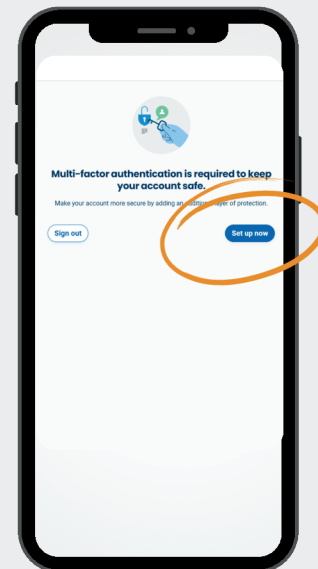 Multi-factor authentication is required to keep
your account safe.
Make your account more secure by adding an additional layer of protection.
Sign out
Set up now